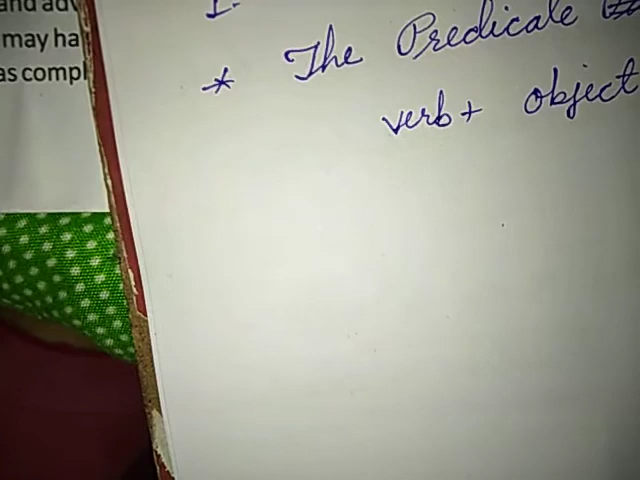 and adv
may ha
as compl
I.
* The Predicate
verb + object